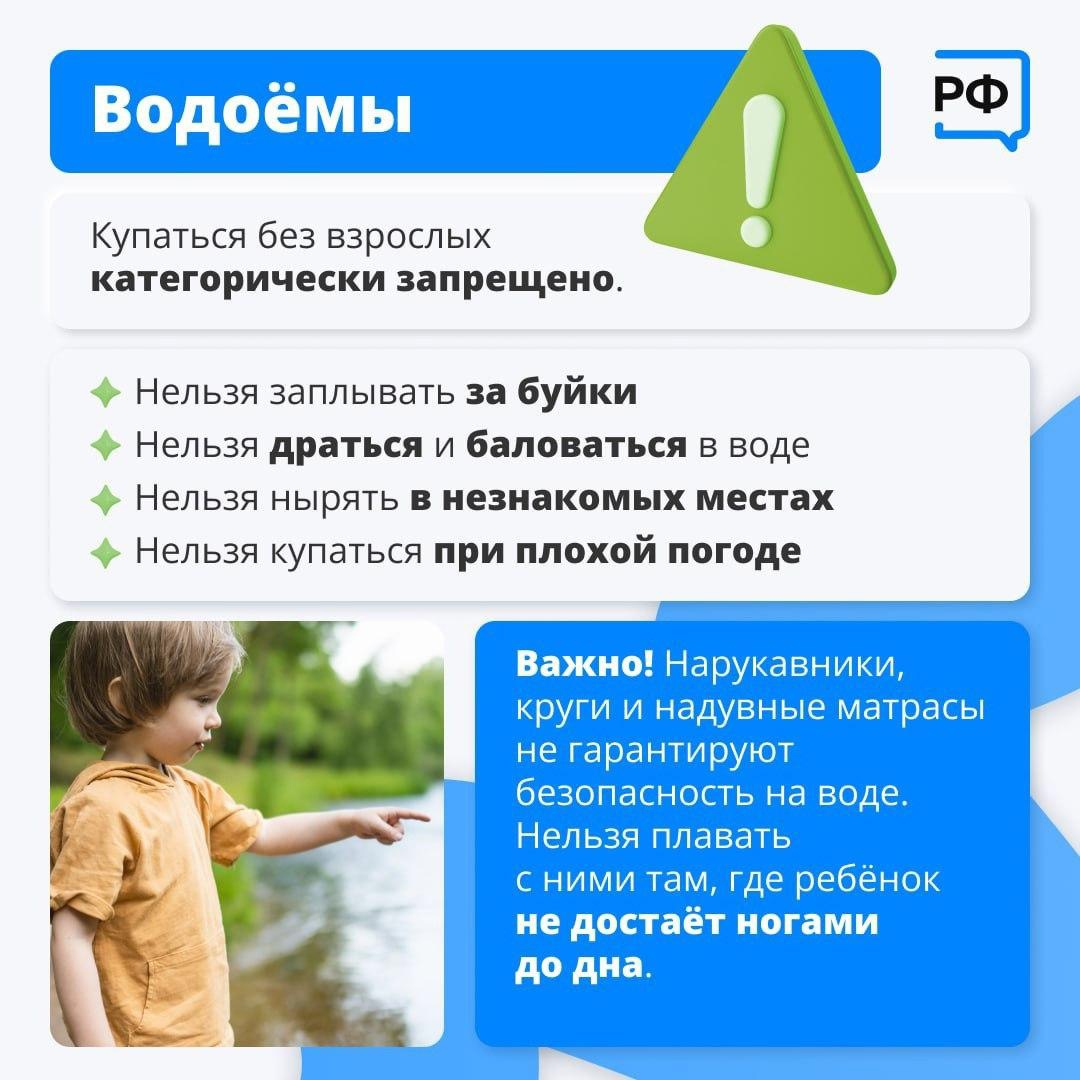 Водоёмы
РФ
Купаться без взрослых
категорически запрещено.
Нельзя заплывать за буйки
Нельзя драться и баловаться в воде
Нельзя нырять в незнакомых местах
Нельзя купаться при плохой погоде
Важно! Нарукавники,
круги и надувные матрасы
не гарантируют
безопасность на воде.
Нельзя плавать
с ними там, где ребёнок
не достаёт ногами
до дна.